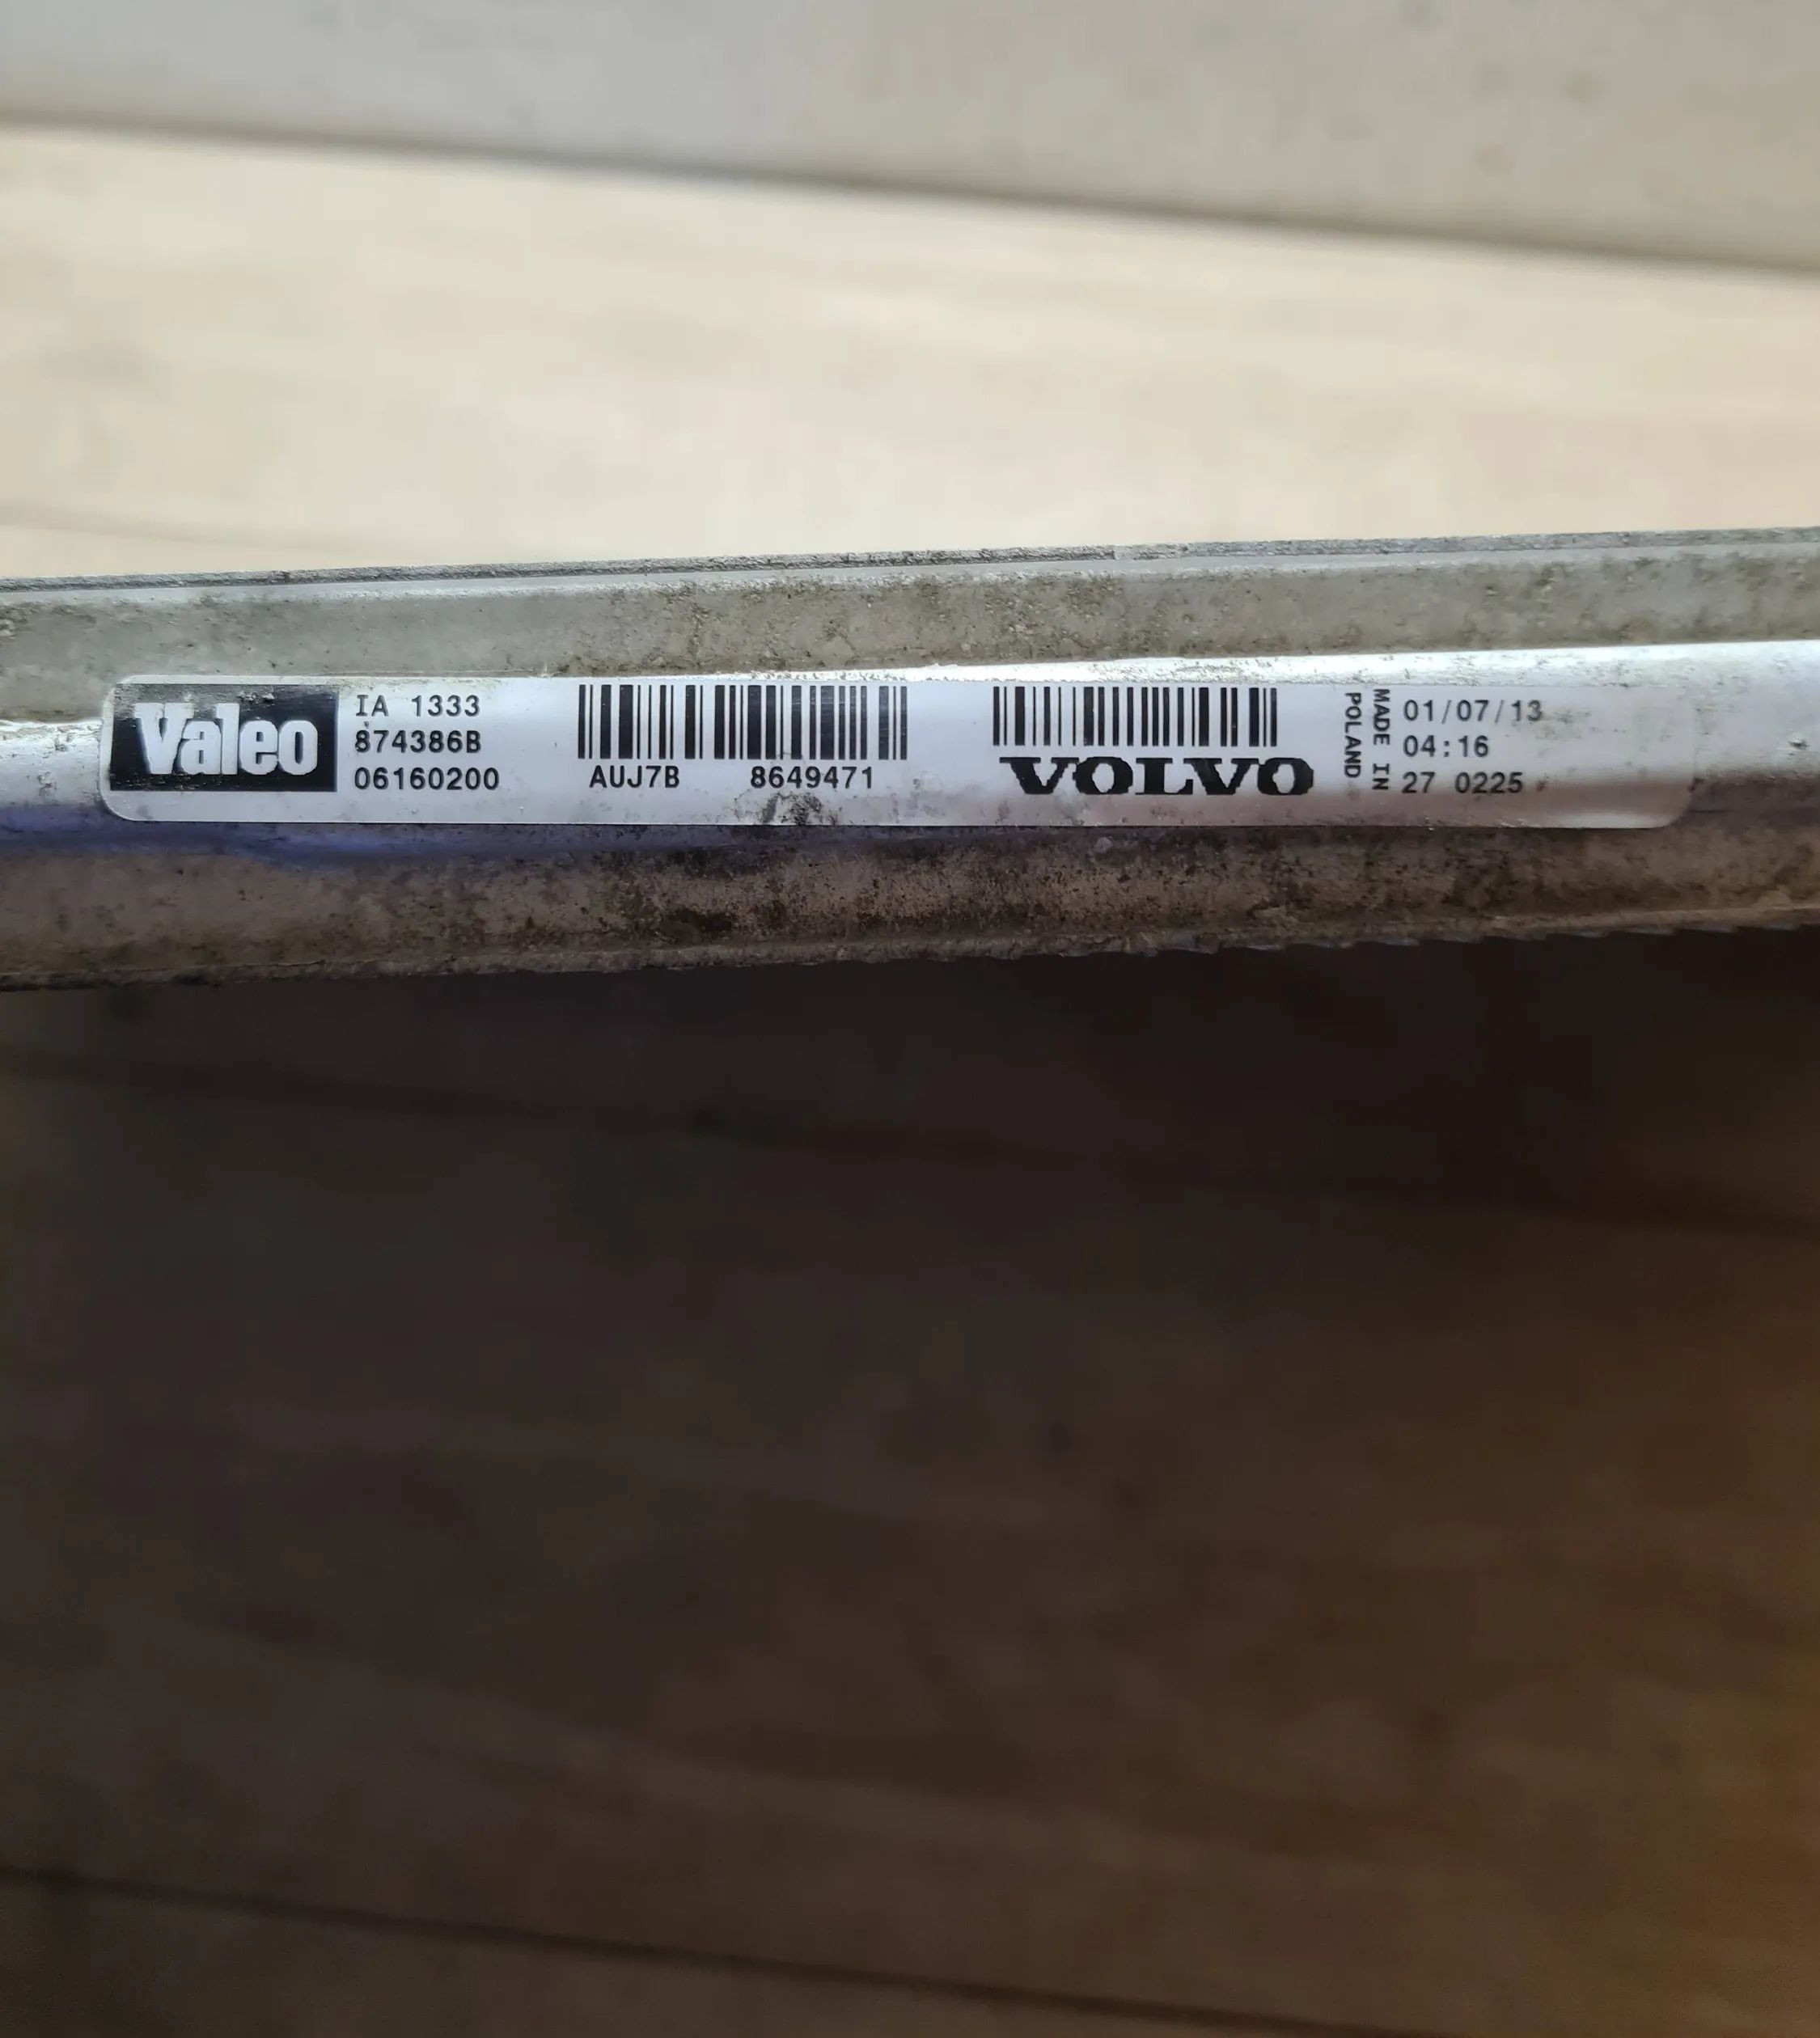 Valeo
IA 1333
874386B
06160200
AUJ7B 8649471
VOLVO
MADE IN
POLAND
01/07/13
04:16
27 0225